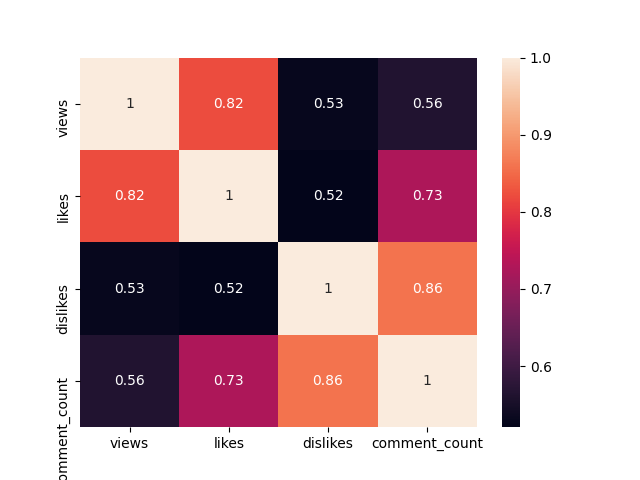 views 1 0.82 0.53 0.56
likes 0.82 1 0.52 0.73
dislikes 0.53 0.52 1 0.86
omment_count 0.56 0.73 0.86 1
views likes dislikes comment_count
1.0
0.9
0.8
0.7
0.6